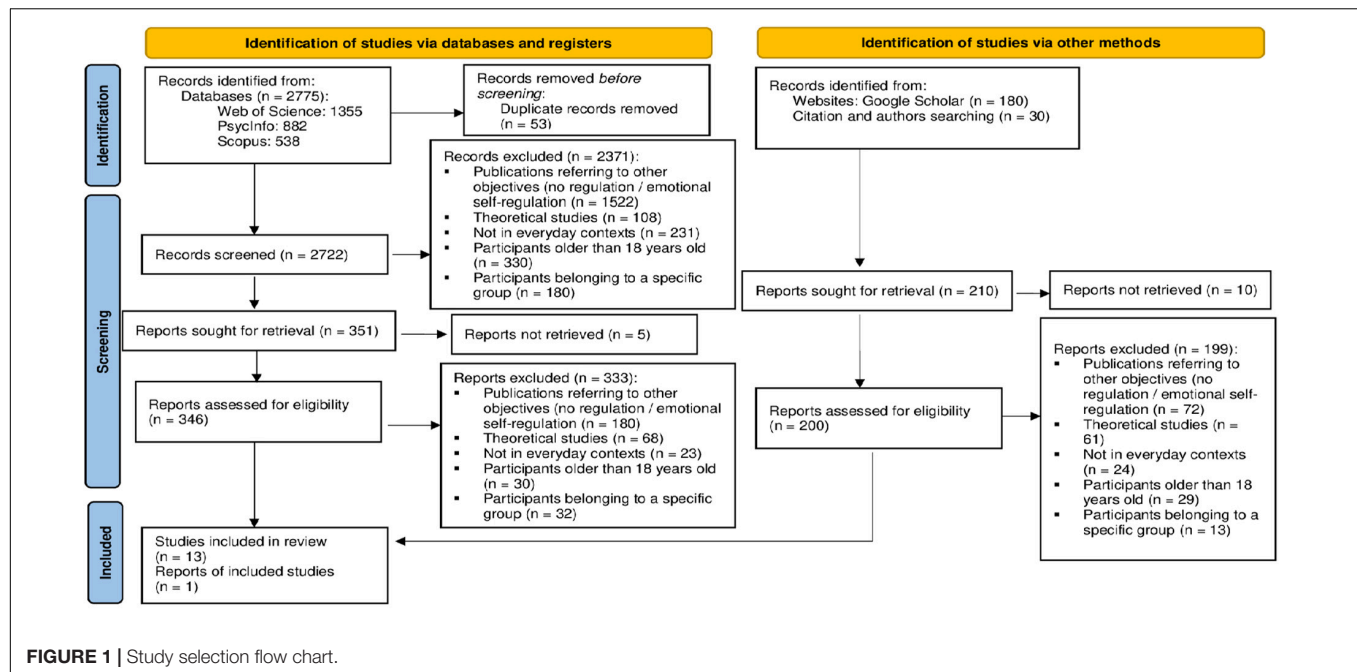 Identification of studies via databases and registers
Identification of studies via other methods
Identification
Records identified from:
Databases (n = 2775):
Web of Science: 1355
PsycInfo: 882
Scopus: 538
Records removed before
screening:
Duplicate records removed
(n = 53)
Records identified from:
Websites: Google Scholar (n = 180)
Citation and authors searching (n = 30)
Screening
Records screened (n = 2722)
Records excluded (n = 2371):
▪ Publications referring to other
objectives (no regulation / emotional
self-regulation (n = 1522)
▪ Theoretical studies (n = 108)
▪ Not in everyday contexts (n = 231)
▪ Participants older than 18 years old
(n = 330)
▪ Participants belonging to a specific
group (n = 180)
Reports sought for retrieval (n = 351)
Reports not retrieved (n = 5)
Reports sought for retrieval (n = 210)
Reports not retrieved (n = 10)
Reports assessed for eligibility
(n = 346)
Reports excluded (n = 333):
▪ Publications referring to other
objectives (no regulation / emotional
self-regulation (n = 180)
▪ Theoretical studies (n = 68)
▪ Not in everyday contexts (n = 23)
▪ Participants older than 18 years old
(n = 30)
▪ Participants belonging to a specific
group (n = 32)
Reports assessed for eligibility
(n = 200)
Reports excluded (n = 199):
▪ Publications referring to
other objectives (no
regulation / emotional self-
regulation (n = 72)
▪ Theoretical studies (n =
61)
▪ Not in everyday contexts
(n = 24)
▪ Participants older than 18
years old (n = 29)
▪ Participants belonging to a
specific group (n = 13)
Included
Studies included in review
(n = 13)
Reports of included studies
(n = 1)
FIGURE 1 | Study selection flow chart.